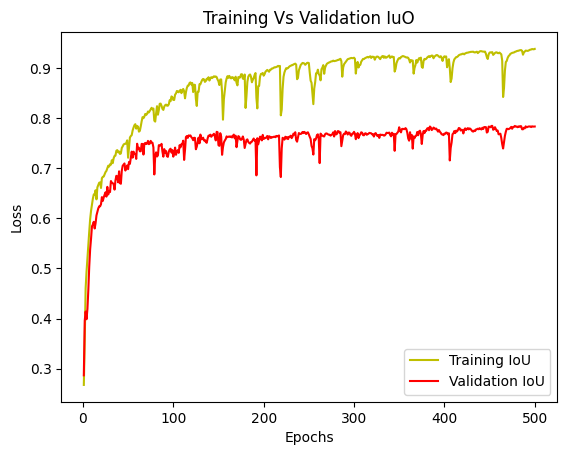 Training Vs Validation IuO
Loss
0.9
0.8
0.7
0.6
0.5
0.4
0.3
0
100
200
300
400
500
Epochs
Training IoU
Validation IoU